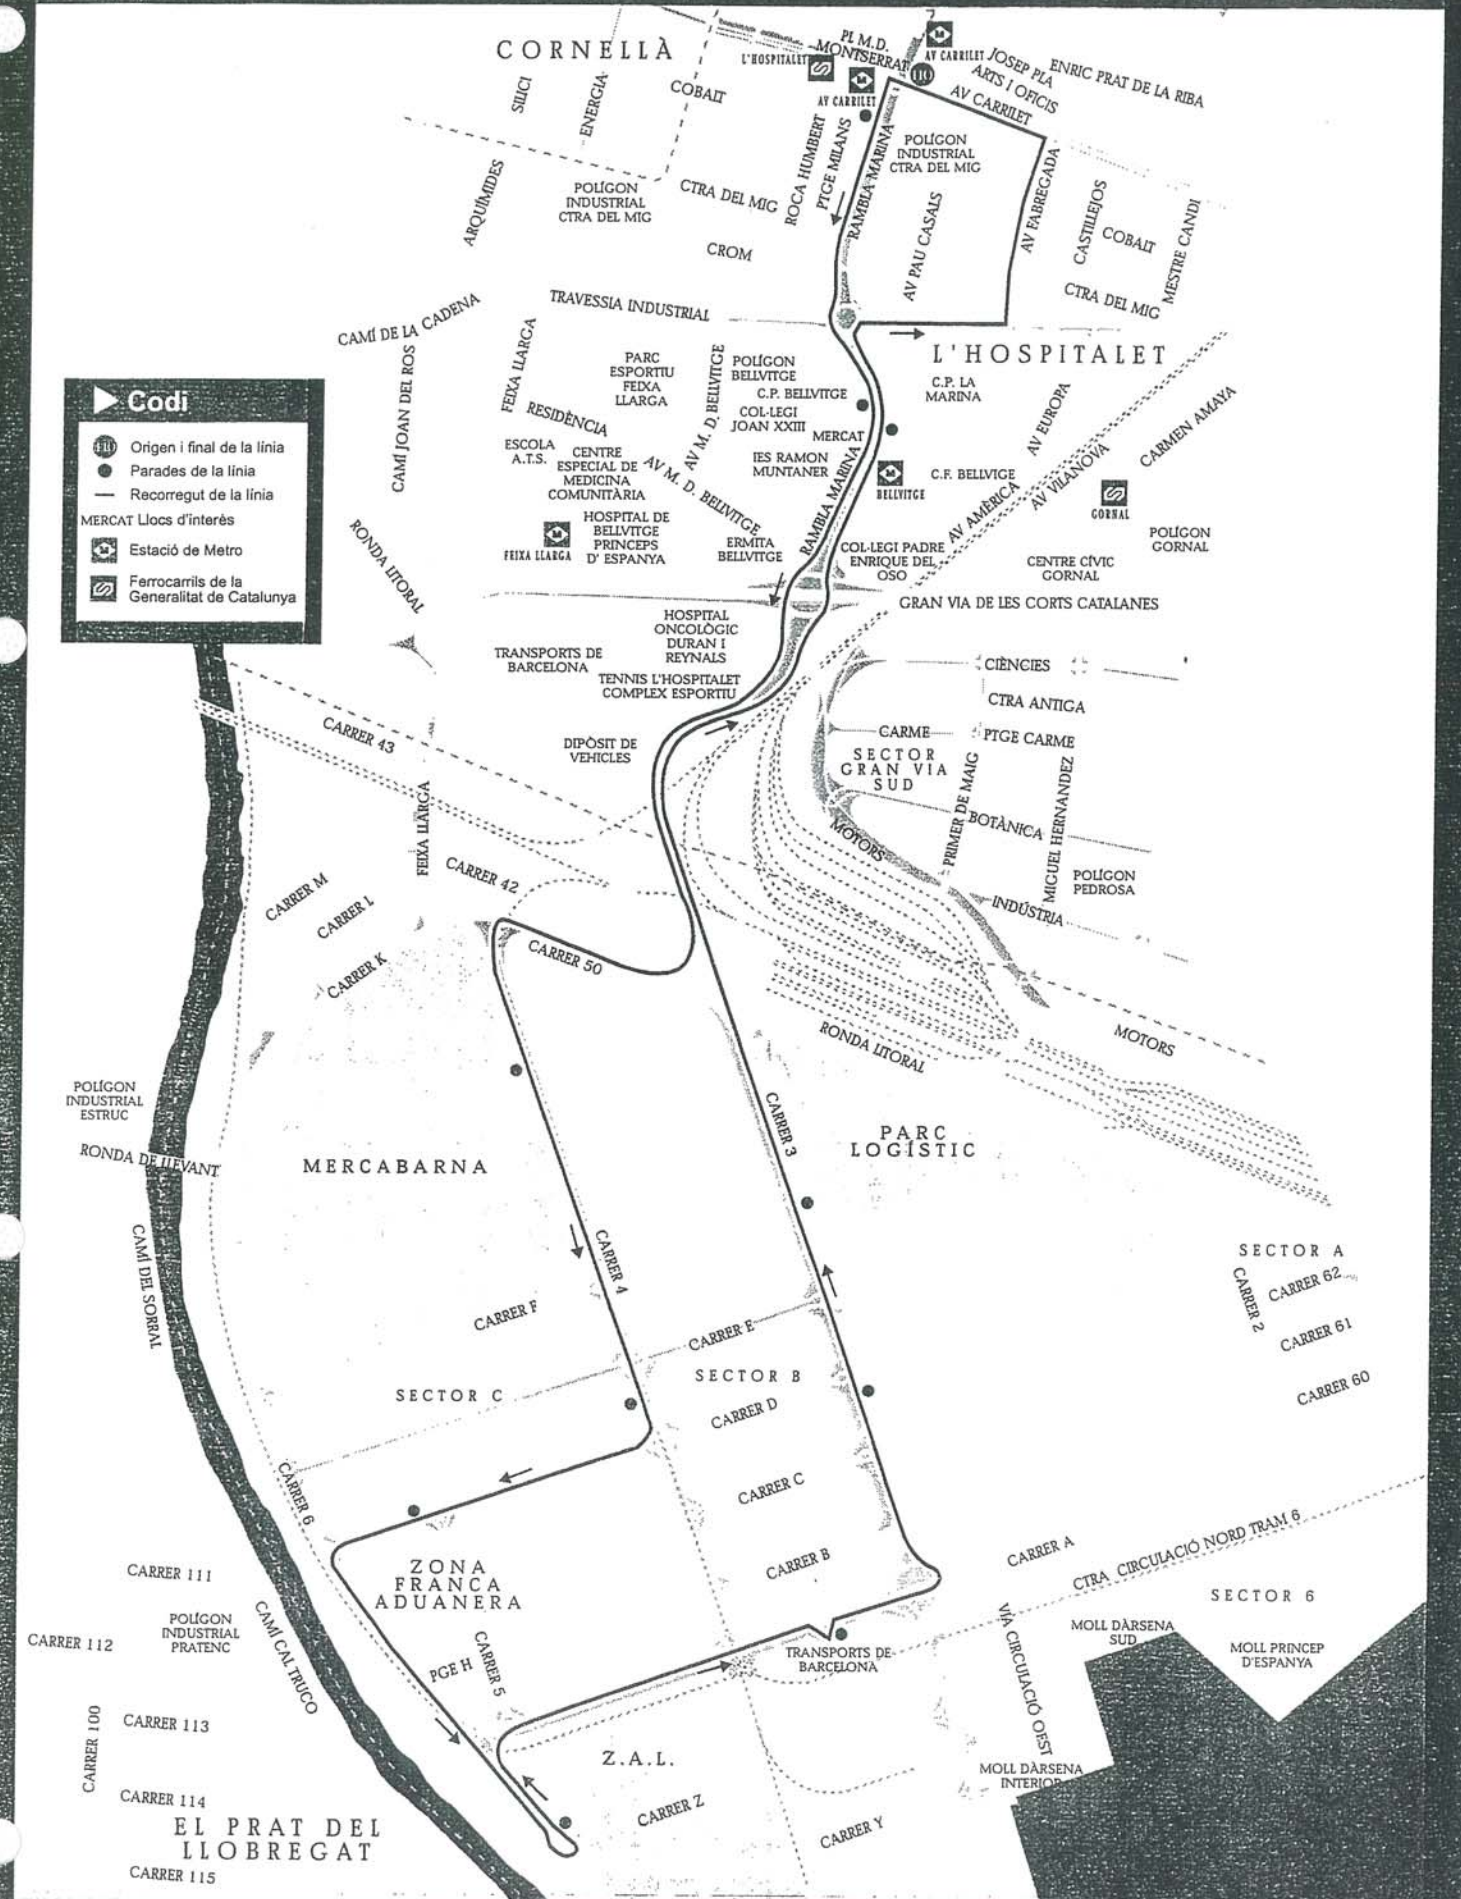 CORNELLÀ
SILICI
ENERGIA
COBALT
L'HOSPITALET
PL M.D.
MONTSERRAT
AV CARRILET
AV CARRILET
110
JOSEP PLA
ARTS I OFICIS
ENRIC PRAT DE LA RIBA
AV CARRILET
ARQUÍMIDES
POLÍGON
INDUSTRIAL
CTRA DEL MIG
CTRA DEL MIG
CROM
ROCA HUMBERT
PTGE MILANS
RAMBLA MARINA
POLÍGON
INDUSTRIAL
CTRA DEL MIG
AV PAU CASALS
AV FABREGADA
CASTILLEJOS
COBALT
MESTRE CANDI
CTRA DEL MIG
CAMÍ DE LA CADENA
TRAVESSIA INDUSTRIAL
L'HOSPITALET
CAMÍ JOAN DEL ROS
FEIXA LLARGA
PARC
ESPORTIU
FEIXA
LLARGA
AV M. D. BELLVITGE
POLÍGON
BELLVITGE
C.P. BELLVITGE
COL·LEGI
JOAN XXIII
MERCAT
IES RAMON
MUNTANER
C.P. LA
MARINA
AV EUROPA
CARMEN AMAYA
RESIDÈNCIA
ESCOLA
A.T.S.
CENTRE
ESPECIAL DE
MEDICINA
COMUNITÀRIA
AV M. D. BELLVITGE
RAMBLA MARINA
BELLVITGE
C.F. BELLVIGE
AV AMÈRICA
AV VILANOVA
GORNAL
POLÍGON
GORNAL
FEIXA LLARGA
HOSPITAL DE
BELLVITGE
PRINCEPS
D' ESPANYA
ERMITA
BELLVITGE
COL·LEGI PADRE
ENRIQUE DEL
OSO
CENTRE CÍVIC
GORNAL
GRAN VIA DE LES CORTS CATALANES
Codi
110 Origen i final de la línia
Parades de la línia
Recorregut de la línia
MERCAT Llocs d'interès
Estació de Metro
Ferrocarrils de la
Generalitat de Catalunya
RONDA LITORAL
HOSPITAL
ONCOLÒGIC
DURAN I
REYNALS
TRANSPORTS DE
BARCELONA
TENNIS L'HOSPITALET
COMPLEX ESPORTIU
CIÈNCIES
CTRA ANTIGA
CARME
PTGE CARME
SECTOR
GRAN VIA
SUD
PRIMER DE MAIG
MIGUEL HERNANDEZ
BOTÀNICA
MOTORS
POLÍGON
PEDROSA
INDÚSTRIA
CARRER 43
DIPÒSIT DE
VEHICLES
FEIXA LLARGA
CARRER 42
CARRER M
CARRER L
CARRER K
CARRER 50
RONDA LITORAL
MOTORS
POLÍGON
INDUSTRIAL
ESTRUC
RONDA DE LLEVANT
MERCABARNA
CARRER 3
PARC
LOGÍSTIC
CAMÍ DEL SORRAL
CARRER 4
CARRER F
CARRER E
SECTOR A
CARRER 2
CARRER 62
CARRER 61
CARRER 60
SECTOR C
SECTOR B
CARRER D
CARRER C
CARRER B
CARRER 6
CARRER A
CTRA CIRCULACIÓ NORD TRAM 6
SECTOR 6
CARRER 111
ZONA
FRANCA
ADUANERA
CARRER 112
POLÍGON
INDUSTRIAL
PRATENC
CAMÍ CAL TRUCO
PGE H
CARRER 5
TRANSPORTS DE
BARCELONA
VIA CIRCULACIÓ OEST
MOLL DÀRSENA
SUD
MOLL PRINCEP
D'ESPANYA
CARRER 100
CARRER 113
Z.A.L.
MOLL DÀRSENA
INTERIOR
CARRER 114
CARRER Z
CARRER Y
EL PRAT DEL
LLOBREGAT
CARRER 115